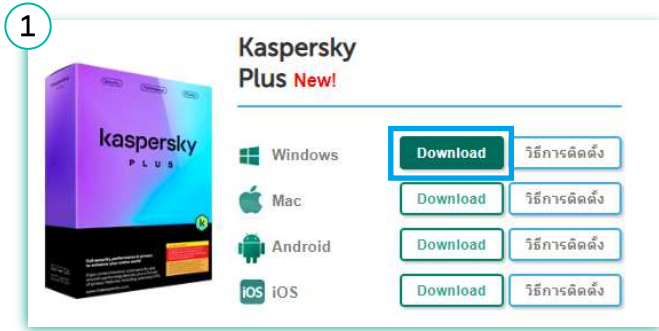 1
Kaspersky
Plus New!
kaspersky
PLUS
Windows Download วิธีการติดตั้ง
Mac Download วิธีการติดตั้ง
Android Download วิธีการติดตั้ง
iOS iOS Download วิธีการติดตั้ง